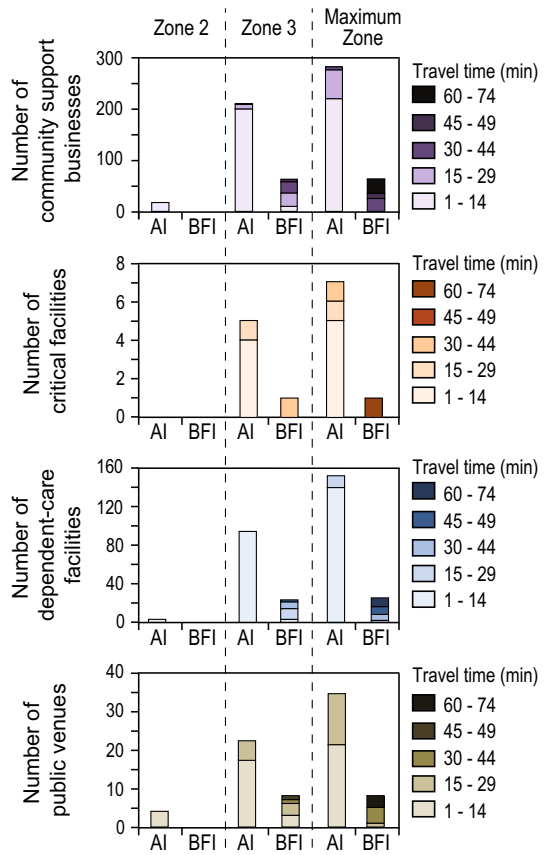 Zone 2
Zone 3
Maximum
Zone
Number of
community support
businesses
300
200
100
0
AI
BFI
AI
BFI
AI
BFI
Travel time (min)
60 - 74
45 - 49
30 - 44
15 - 29
1 - 14
Number of
critical facilities
8
6
4
2
0
AI
BFI
AI
BFI
AI
BFI
Travel time (min)
60 - 74
45 - 49
30 - 44
15 - 29
1 - 14
Number of
dependent-care
facilities
160
120
80
40
0
AI
BFI
AI
BFI
AI
BFI
Travel time (min)
60 - 74
45 - 49
30 - 44
15 - 29
1 - 14
Number of
public venues
40
30
20
10
0
AI
BFI
AI
BFI
AI
BFI
Travel time (min)
60 - 74
45 - 49
30 - 44
15 - 29
1 - 14